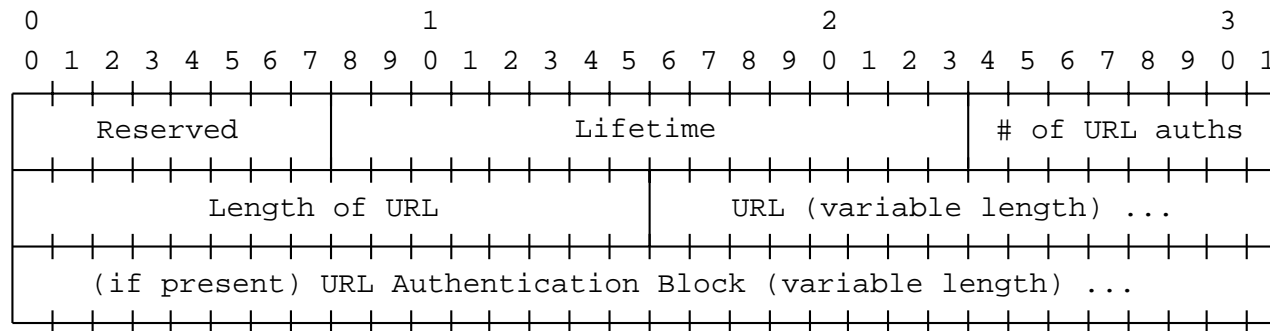 0 1 2 3
0 1 2 3 4 5 6 7 8 9 0 1 2 3 4 5 6 7 8 9 0 1 2 3 4 5 6 7 8 9 0 1
Reserved Lifetime # of URL auths
Length of URL URL (variable length) ...
(if present) URL Authentication Block (variable length) ...